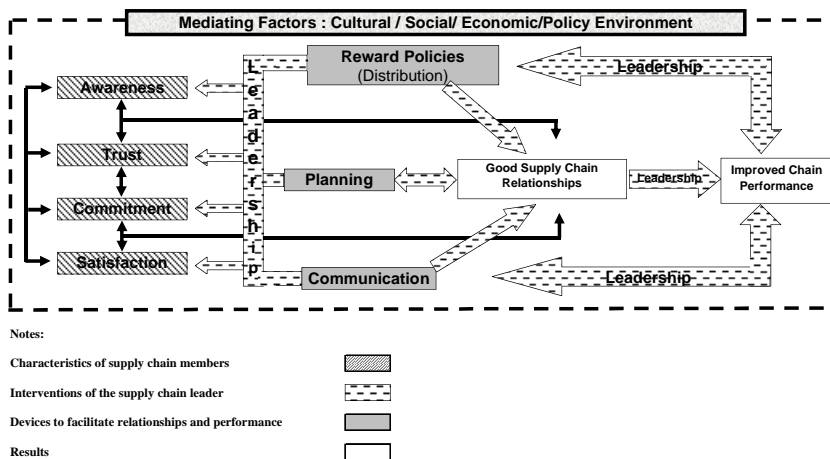 Mediating Factors : Cultural / Social/ Economic/Policy Environment
Reward Policies
(Distribution)
Leadership
Awareness
Leadership
Trust
Good Supply Chain
Relationships
Planning
Leadership
Improved Chain
Performance
Commitment
Satisfaction
Communication
Leadership
Notes:
Characteristics of supply chain members
Interventions of the supply chain leader
Devices to facilitate relationships and performance
Results